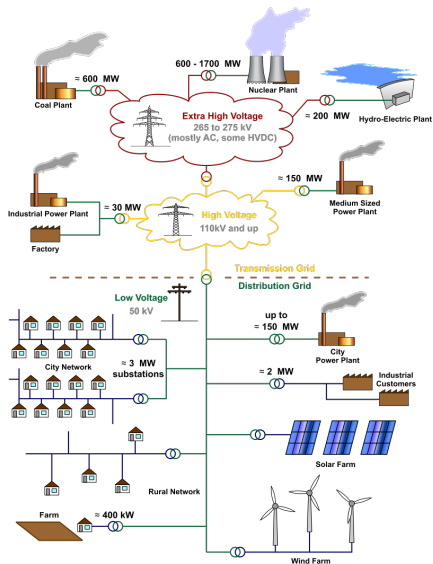 600 - 1700 MW
≈ 600 MW
Nuclear Plant
Coal Plant
Extra High Voltage
265 to 275 kV
(mostly AC, some HVDC)
≈ 200 MW
Hydro-Electric Plant
≈ 150 MW
≈ 30 MW
Industrial Power Plant
High Voltage
110kV and up
Medium Sized
Power Plant
Factory
Transmission Grid
Distribution Grid
Low Voltage
50 kV
up to
≈ 150 MW
City
Power Plant
City Network
≈ 3 MW
substations
≈ 2 MW
Industrial
Customers
Solar Farm
Rural Network
Farm
≈ 400 kW
Wind Farm